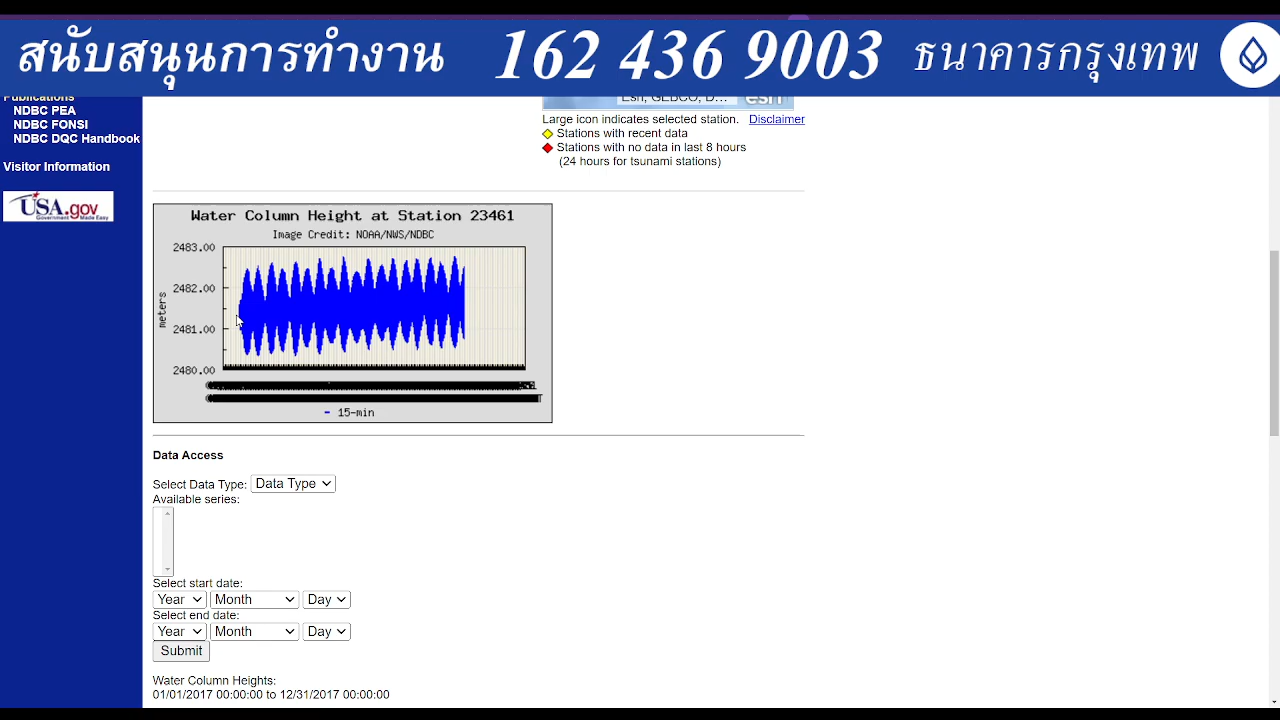 สนับสนุนการทำงาน 162 436 9003 ธนาคารกรุงเทพ
Publications
NDBC PEA
NDBC FONSI
NDBC DQC Handbook
Visitor Information
USA.gov
Government Made Easy
Esri, GEBCO, D... esri
Large icon indicates selected station. Disclaimer
Stations with recent data
Stations with no data in last 8 hours
(24 hours for tsunami stations)
Water Column Height at Station 23461
Image Credit: NOAA/NWS/NDBC
2483.00
2482.00
2481.00
2480.00
meters
15-min
Data Access
Select Data Type: Data Type
Available series:
Select start date:
Year Month Day
Select end date:
Year Month Day
Submit
Water Column Heights:
01/01/2017 00:00:00 to 12/31/2017 00:00:00